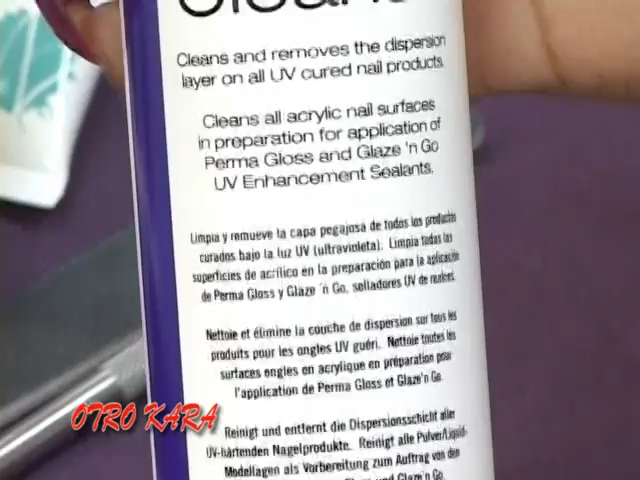 Cleans and removes the dispersion
layer on all UV cured nail products.
Cleans all acrylic nail surfaces
in preparation for application of
Perma Gloss and Glaze 'n Go
UV Enhancement Sealants.
Limpia y remueve la capa pegajosa de todos los productos
curados bajo la luz UV (ultravioleta). Limpia todas las
superficies de acrílico en la preparación para la aplicación
de Perma Gloss y Glaze 'n Go, selladores UV de
Nettoie et élimine la couche de dispersion sur tous les
produits pour les ongles UV guéri. Nettoie toutes les
surfaces ongles en acrylique en préparation pour
l'application de Perma Gloss et Glaze'n Go.
Reinigt und entfernt die Dispersionsschicht aller
UV-härtenden Nagelprodukte. Reinigt alle Pulver/Liquid-
Modellagen als Vorbereitung zum Auftrag von den
OTRO KARA